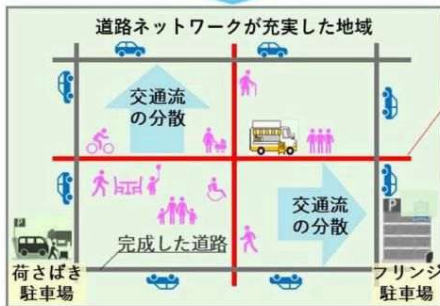 道路ネットワークが充実した地域
交通流
の分散
交通流
の分散
完成した道路
P
荷さばき
駐車場
P
フリンジ
駐車場